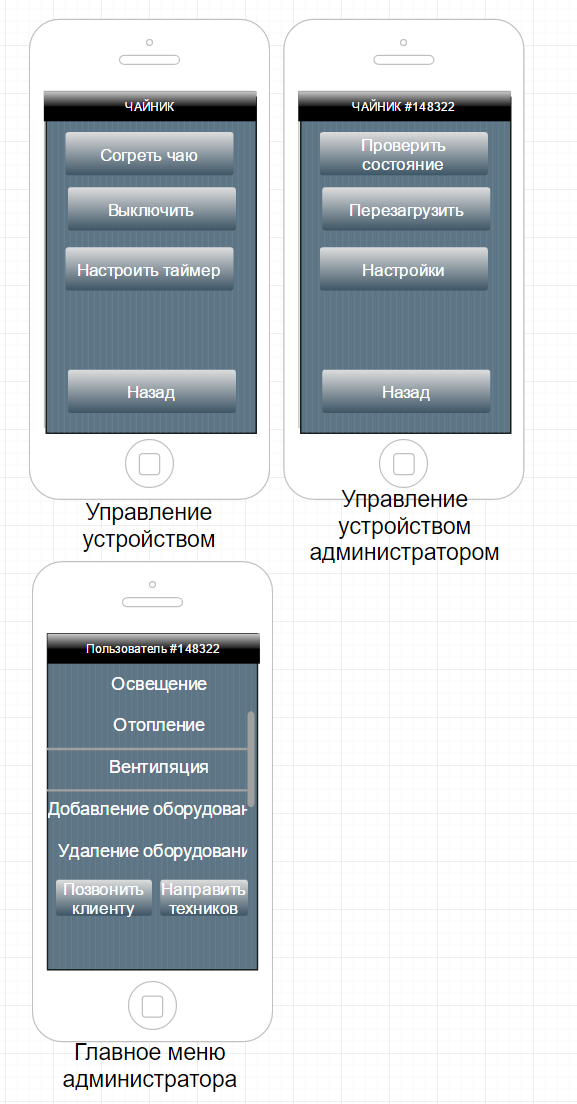 ЧАЙНИК
Согреть чаю
Выключить
Настроить таймер
Назад
Управление
устройством
ЧАЙНИК #148322
Проверить
состояние
Перезагрузить
Настройки
Назад
Управление
устройством
администратором
Пользователь #148322
Освещение
Отопление
Вентиляция
Добавление оборудован
Удаление оборудовани
Позвонить
клиенту
Направить
техников
Главное меню
администратора